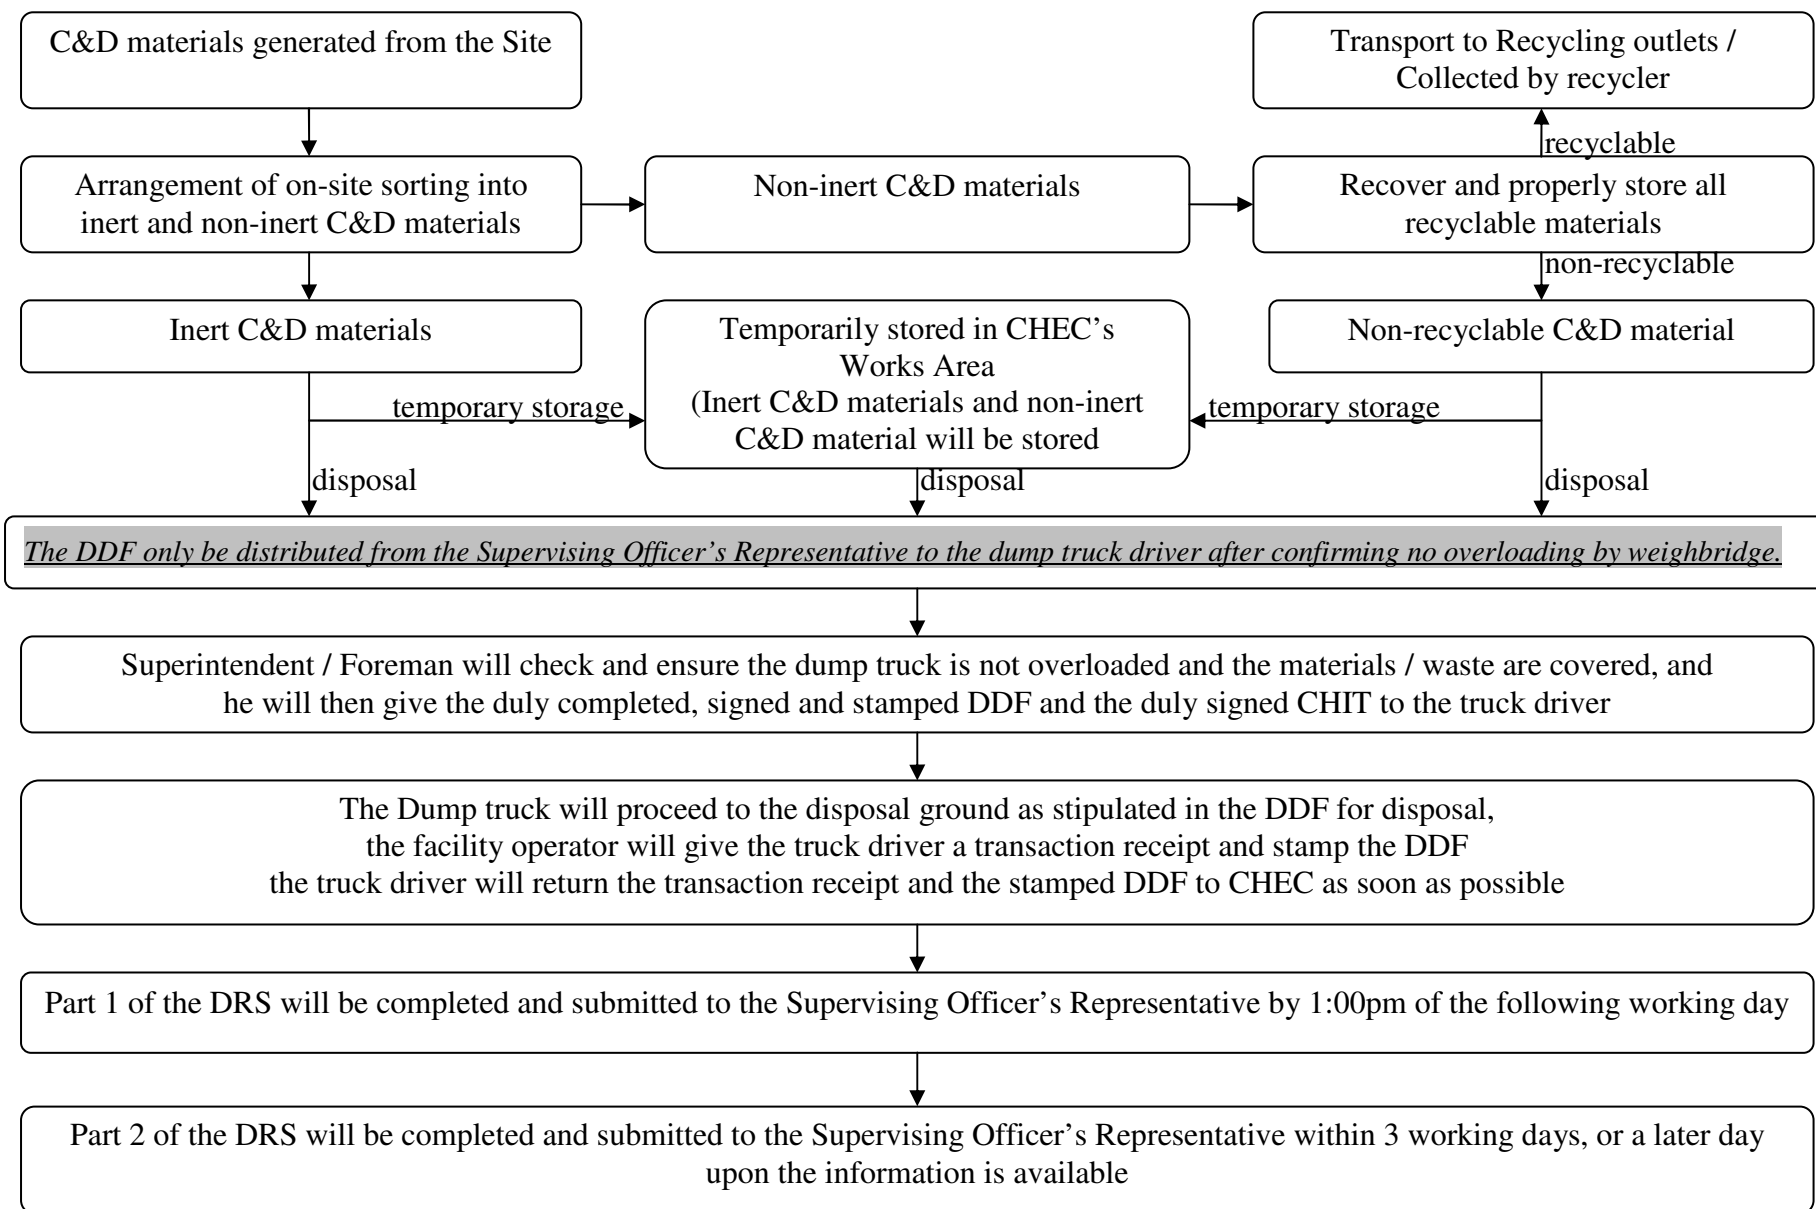 C&D materials generated from the Site
Transport to Recycling outlets /
Collected by recycler
recyclable
Arrangement of on-site sorting into
inert and non-inert C&D materials
Non-inert C&D materials
Recover and properly store all
recyclable materials
non-recyclable
Inert C&D materials
Temporarily stored in CHEC’s
Works Area
(Inert C&D materials and non-inert
C&D material will be stored
Non-recyclable C&D material
temporary storage
temporary storage
disposal
disposal
disposal
The DDF only be distributed from the Supervising Officer’s Representative to the dump truck driver after confirming no overloading by weighbridge.
Superintendent / Foreman will check and ensure the dump truck is not overloaded and the materials / waste are covered, and
he will then give the duly completed, signed and stamped DDF and the duly signed CHIT to the truck driver
The Dump truck will proceed to the disposal ground as stipulated in the DDF for disposal,
the facility operator will give the truck driver a transaction receipt and stamp the DDF
the truck driver will return the transaction receipt and the stamped DDF to CHEC as soon as possible
Part 1 of the DRS will be completed and submitted to the Supervising Officer’s Representative by 1:00pm of the following working day
Part 2 of the DRS will be completed and submitted to the Supervising Officer’s Representative within 3 working days, or a later day
upon the information is available